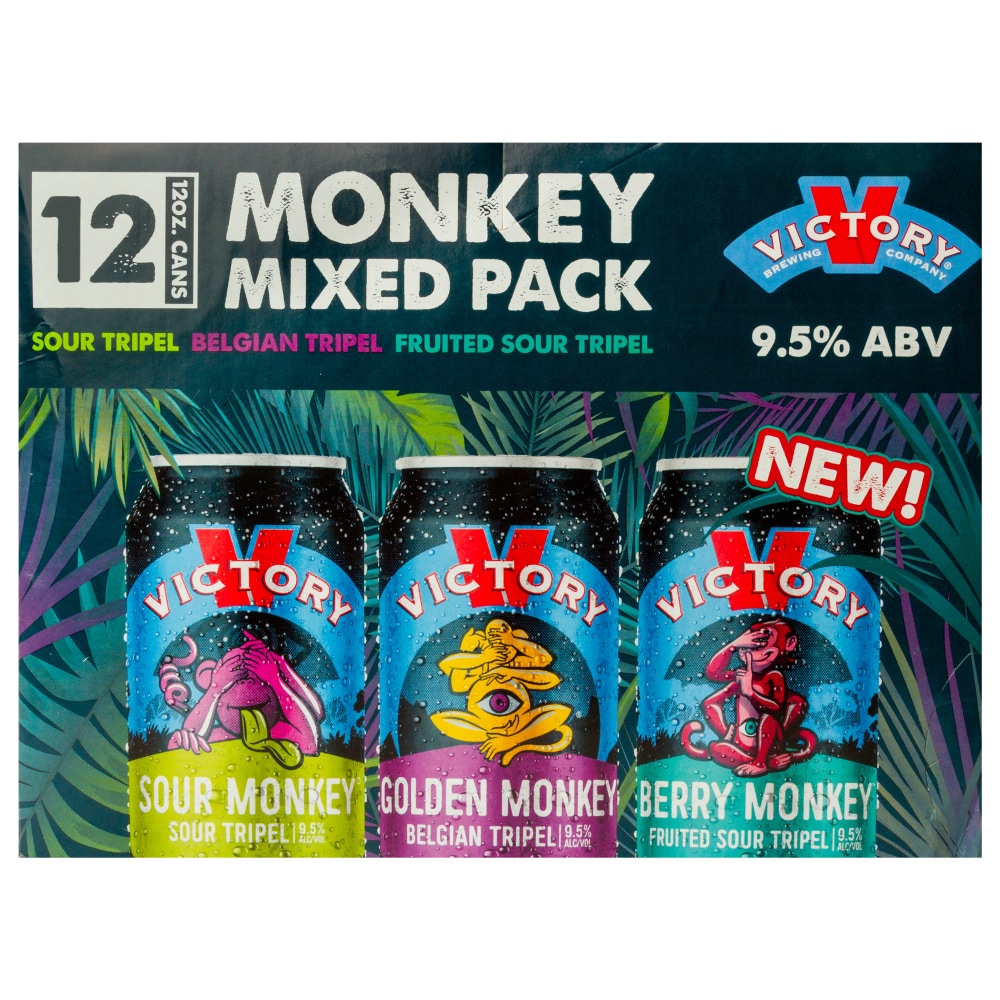 12
12OZ. CANS
MONKEY
MIXED PACK
SOUR TRIPEL BELGIAN TRIPEL FRUITED SOUR TRIPEL
VICTORY®
BREWING COMPANY
9.5% ABV
NEW!
VICTORY
SOUR MONKEY
SOUR TRIPEL 9.5% ALC/VOL
VICTORY
GOLDEN MONKEY
BELGIAN TRIPEL 9.5% ALC/VOL
VICTORY
BERRY MONKEY
FRUITED SOUR TRIPEL 9.5% ALC/VOL